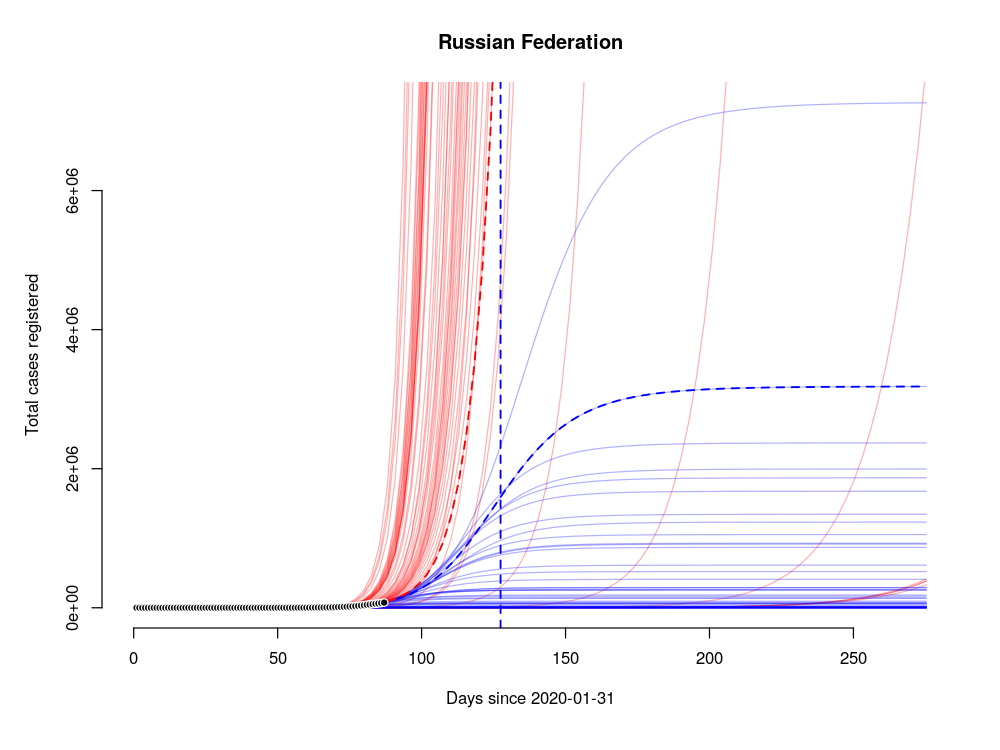 Russian Federation
Total cases registered
6e+06
4e+06
2e+06
0e+00
0 50 100 150 200 250
Days since 2020-01-31